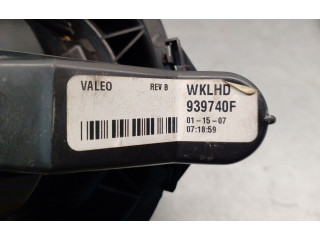 VALEO REV B WKLHD
939740F
01-15-07
07:18:59